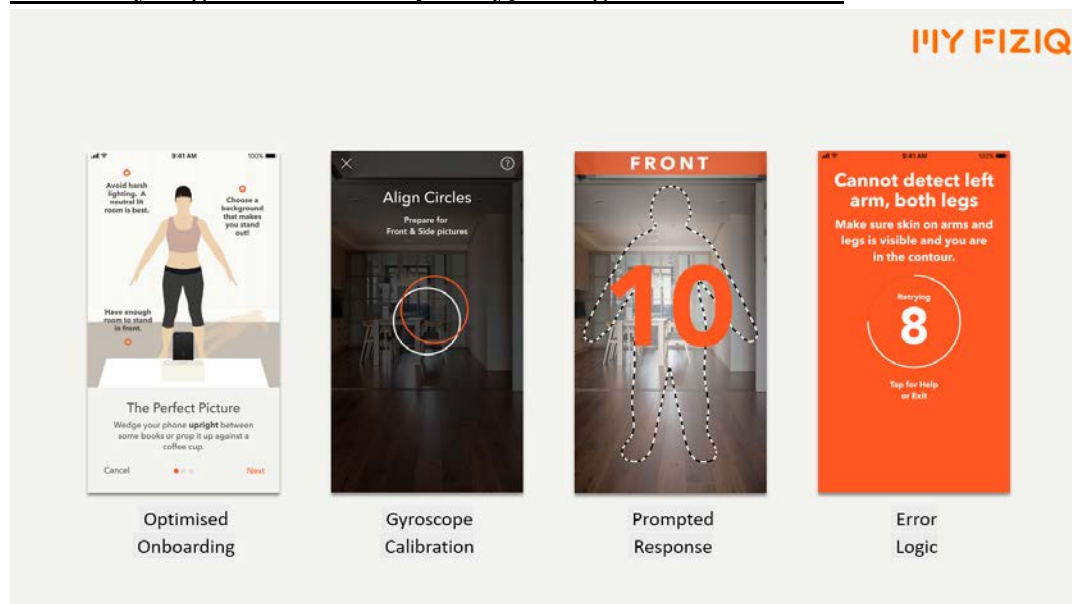 MY FIZIQ
9:41 AM 100%
Avoid harsh
lighting. A
neutral lit
room is best.
Choose a
background
that makes
you stand
out!
Have enough
room to stand
in front.
The Perfect Picture
Wedge your phone upright between
some books or prop it up against a
coffee cup.
Cancel Next
Optimised
Onboarding
Align Circles
Prepare for
Front & Side pictures
Gyroscope
Calibration
FRONT
10
Prompted
Response
9:41 AM 100%
Cannot detect left
arm, both legs
Make sure skin on arms and
legs is visible and you are
in the contour.
Retrying
8
Tap for Help
or Exit
Error
Logic